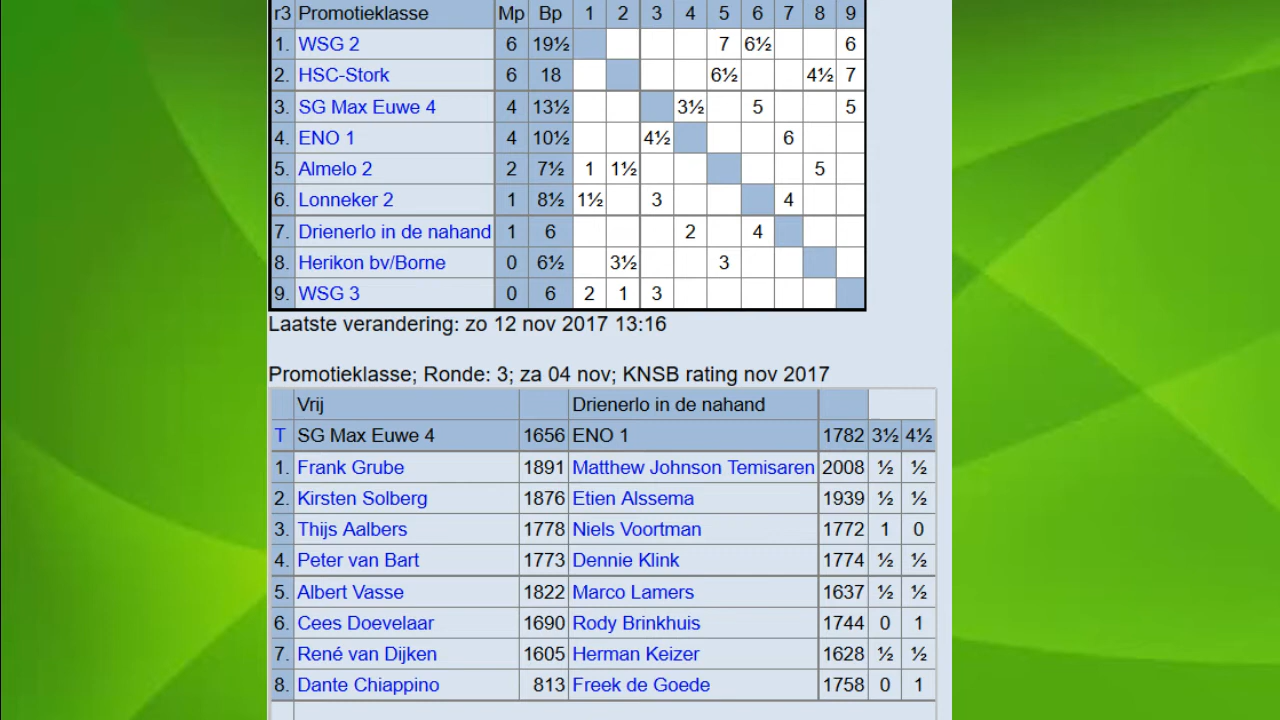 r3 Promotieklasse Mp Bp 1 2 3 4 5 6 7 8 9
1. WSG 2 6 19½ 7 6½ 6
2. HSC-Stork 6 18 6½ 4½ 7
3. SG Max Euwe 4 4 13½ 3½ 5 5
4. ENO 1 4 10½ 4½ 6
5. Almelo 2 2 7½ 1 1½ 5
6. Lonneker 2 1 8½ 1½ 3 4
7. Drienerlo in de nahand 1 6 2 4
8. Herikon bv/Borne 0 6½ 3½ 3
9. WSG 3 0 6 2 1 3
Laatste verandering: zo 12 nov 2017 13:16
Promotieklasse; Ronde: 3; za 04 nov; KNSB rating nov 2017
Vrij Drienerlo in de nahand
T SG Max Euwe 4 1656 ENO 1 1782 3½ 4½
1. Frank Grube 1891 Matthew Johnson Temisaren 2008 ½ ½
2. Kirsten Solberg 1876 Etien Alssema 1939 ½ ½
3. Thijs Aalbers 1778 Niels Voortman 1772 1 0
4. Peter van Bart 1773 Dennie Klink 1774 ½ ½
5. Albert Vasse 1822 Marco Lamers 1637 ½ ½
6. Cees Doevelaar 1690 Rody Brinkhuis 1744 0 1
7. René van Dijken 1605 Herman Keizer 1628 ½ ½
8. Dante Chiappino 813 Freek de Goede 1758 0 1